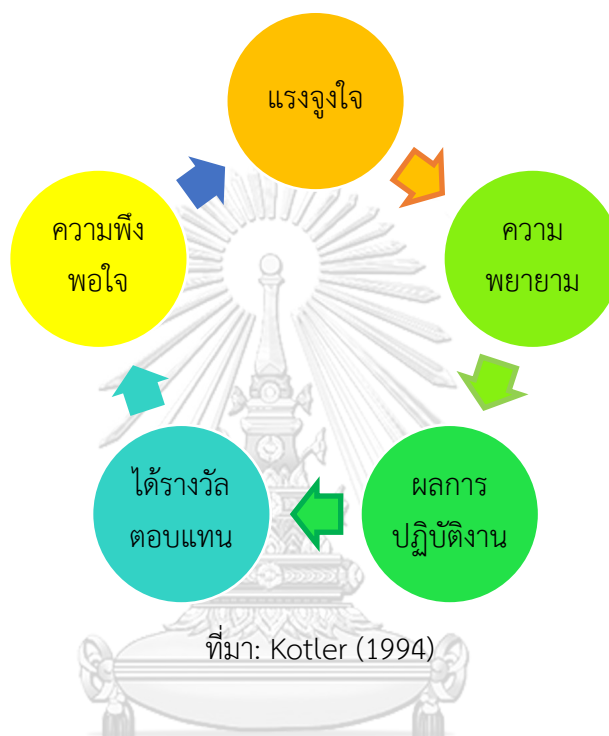 แรงจูงใจ
ความ
พยายาม
ผลการ
ปฏิบัติงาน
ได้รางวัล
ตอบแทน
ความพึง
พอใจ
ที่มา: Kotler (1994)